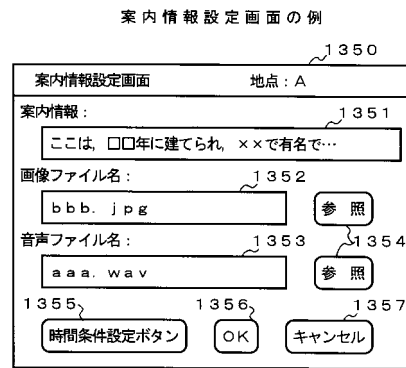 案内情報設定画面の例
1350
案内情報設定画面 地点：A
案内情報：
1351
ここは，□□年に建てられ，××で有名で…
画像ファイル名：
1352
bbb．jpg
参照
音声ファイル名：
1353
1354
aaa．wav
参照
1355
1356
1357
時間条件設定ボタン
OK
キャンセル